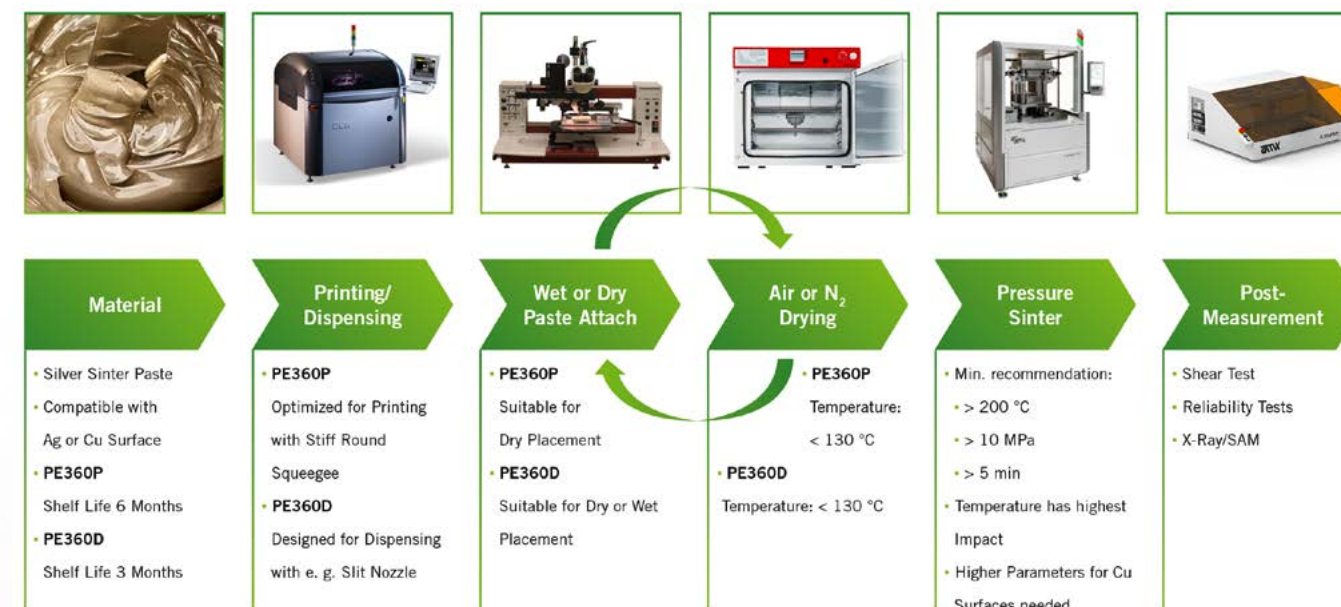 Material
Silver Sinter Paste
Compatible with
Ag or Cu Surface
PE360P
Shelf Life 6 Months
PE360D
Shelf Life 3 Months
Printing/
Dispensing
PE360P
Optimized for Printing
with Stiff Round
Squeegee
PE360D
Designed for Dispensing
with e. g. Slit Nozzle
Wet or Dry
Paste Attach
PE360P
Suitable for
Dry Placement
PE360D
Suitable for Dry or Wet
Placement
Air or N2
Drying
PE360P
Temperature:
< 130 °C
PE360D
Temperature: < 130 °C
Pressure
Sinter
Min. recommendation:
> 200 °C
> 10 MPa
> 5 min
Temperature has highest
Impact
Higher Parameters for Cu
Surfaces needed
Post-
Measurement
Shear Test
Reliability Tests
X-Ray/SAM